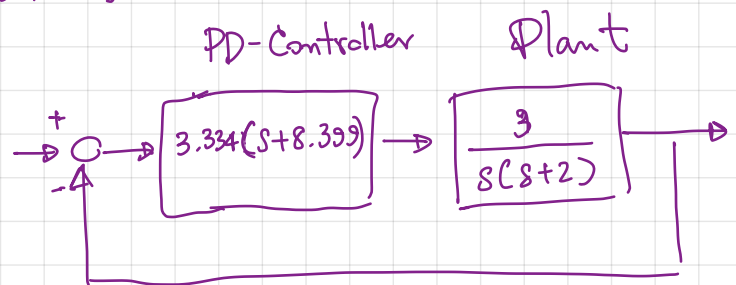 PD-Controller
Plant
+
-
3.334(S+8.399)
3
S(S+2)